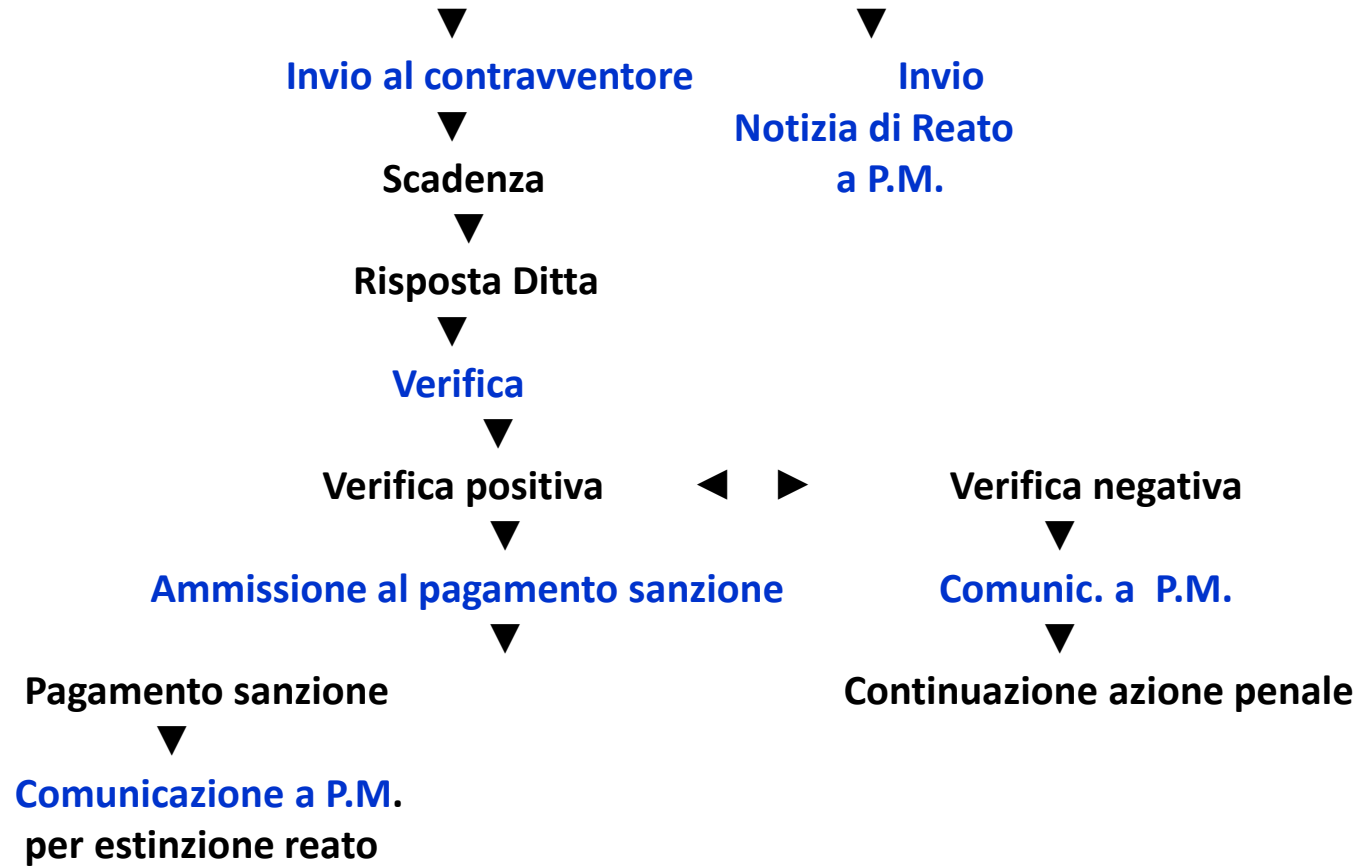 Invio al contravventore
Invio
Notizia di Reato
a P.M.
Scadenza
Risposta Ditta
Verifica
Verifica positiva
Verifica negativa
Ammissione al pagamento sanzione
Comunic. a P.M.
Pagamento sanzione
Continuazione azione penale
Comunicazione a P.M.
per estinzione reato